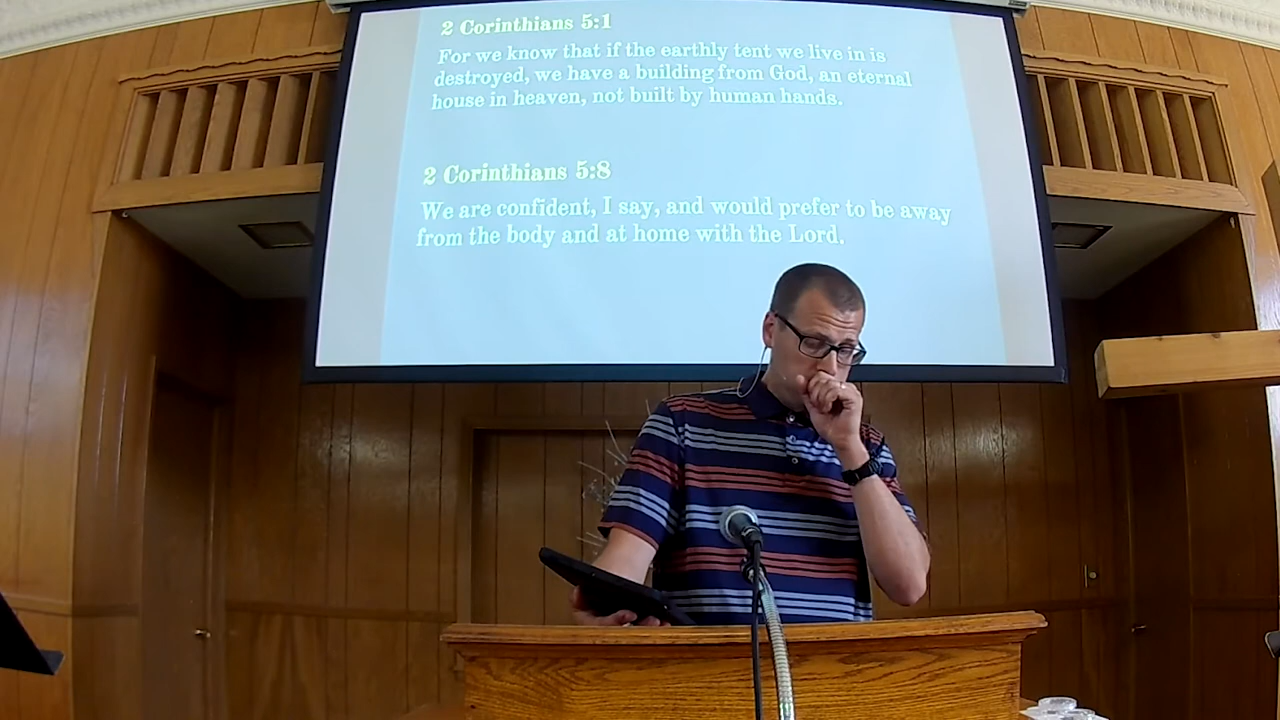 2 Corinthians 5:1
For we know that if the earthly tent we live in is
destroyed, we have a building from God, an eternal
house in heaven, not built by human hands.
2 Corinthians 5:8
We are confident, I say, and would prefer to be away
from the body and at home with the Lord.